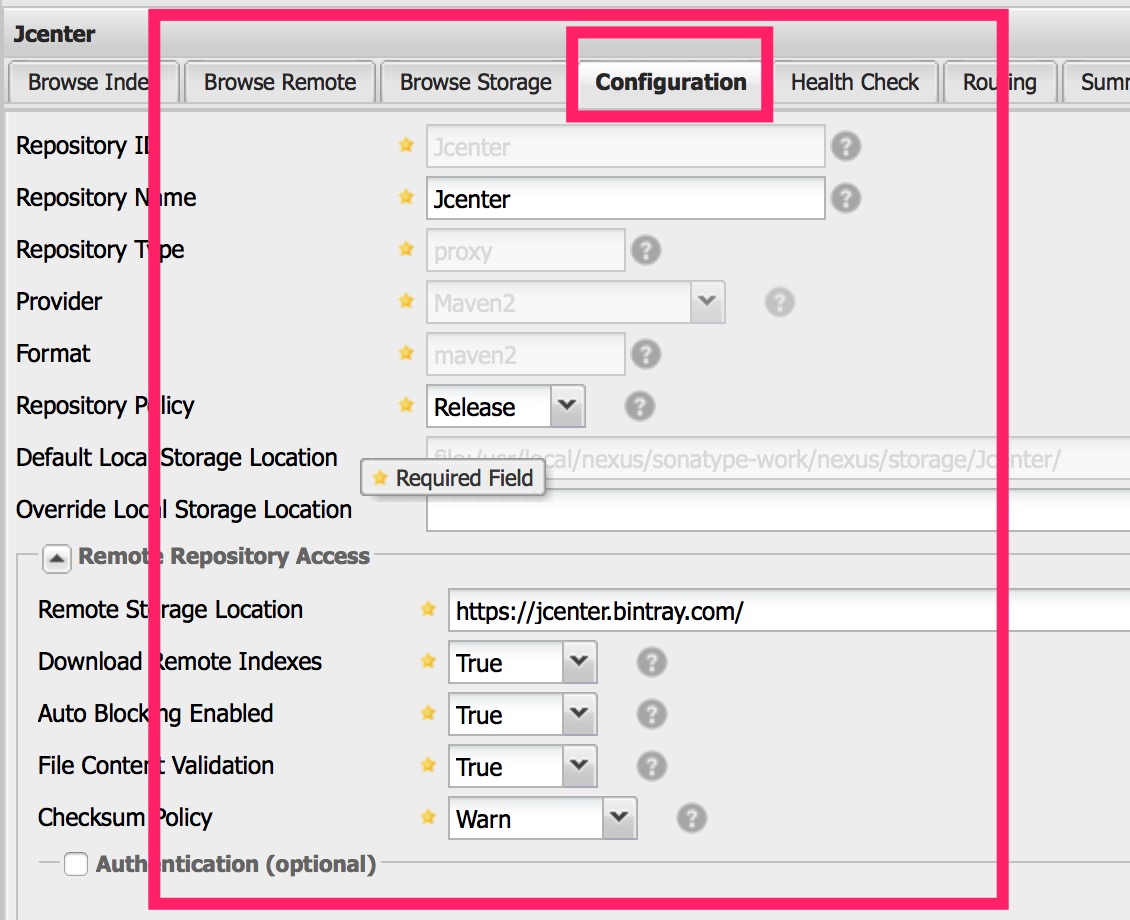 Jcenter
Browse Index Browse Remote Browse Storage Configuration Health Check Routing Summ
Repository ID Jcenter ?
Repository Name Jcenter ?
Repository Type proxy ?
Provider Maven2 ?
Format maven2 ?
Repository Policy Release ?
Default Local Storage Location file:/usr/local/nexus/sonatype-work/nexus/storage/Jcenter/
Required Field
Override Local Storage Location
Remote Repository Access
Remote Storage Location https://jcenter.bintray.com/
Download Remote Indexes True ?
Auto Blocking Enabled True ?
File Content Validation True ?
Checksum Policy Warn ?
Authentication (optional)